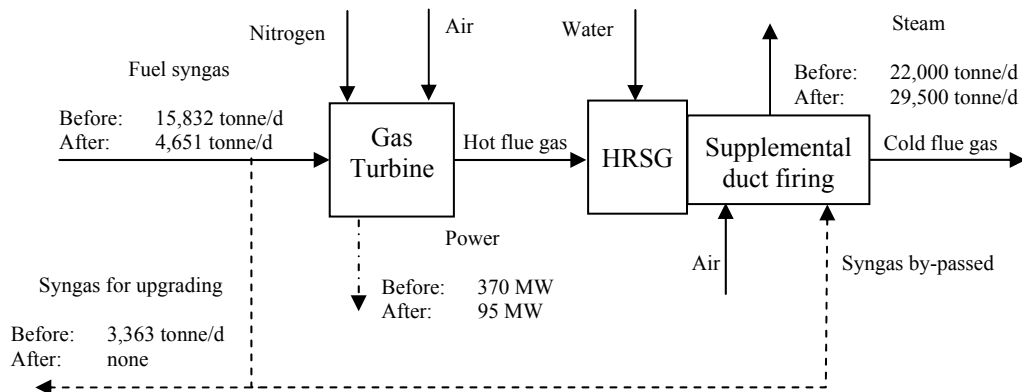 Nitrogen
Air
Water
Steam
Before: 22,000 tonne/d
After: 29,500 tonne/d
Fuel syngas
Before: 15,832 tonne/d
After: 4,651 tonne/d
Gas
Turbine
Hot flue gas
HRSG
Supplemental
duct firing
Cold flue gas
Power
Before: 370 MW
After: 95 MW
Air
Syngas by-passed
Syngas for upgrading
Before: 3,363 tonne/d
After: none